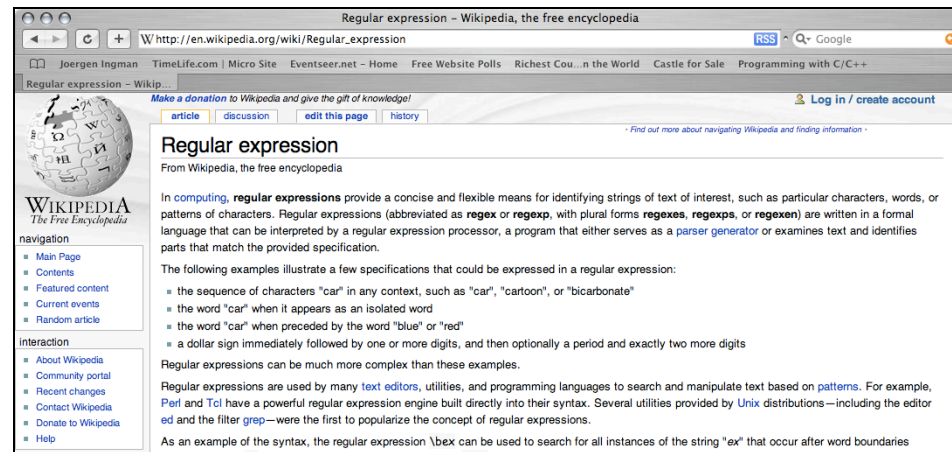 Regular expression – Wikipedia, the free encyclopedia
W http://en.wikipedia.org/wiki/Regular_expression RSS Google
Joergen Ingman TimeLife.com | Micro Site Eventseer.net – Home Free Website Polls Richest Cou...n the World Castle for Sale Programming with C/C++
Regular expression – Wikip...
Make a donation to Wikipedia and give the gift of knowledge! Log in / create account
article discussion edit this page history
- Find out more about navigating Wikipedia and finding information -
Regular expression
From Wikipedia, the free encyclopedia
In computing, regular expressions provide a concise and flexible means for identifying strings of text of interest, such as particular characters, words, or
patterns of characters. Regular expressions (abbreviated as regex or regexp, with plural forms regexes, regexps, or regexen) are written in a formal
language that can be interpreted by a regular expression processor, a program that either serves as a parser generator or examines text and identifies
parts that match the provided specification.
The following examples illustrate a few specifications that could be expressed in a regular expression:
the sequence of characters "car" in any context, such as "car", "cartoon", or "bicarbonate"
the word "car" when it appears as an isolated word
the word "car" when preceded by the word "blue" or "red"
a dollar sign immediately followed by one or more digits, and then optionally a period and exactly two more digits
Regular expressions can be much more complex than these examples.
Regular expressions are used by many text editors, utilities, and programming languages to search and manipulate text based on patterns. For example,
Perl and Tcl have a powerful regular expression engine built directly into their syntax. Several utilities provided by Unix distributions—including the editor
ed and the filter grep—were the first to popularize the concept of regular expressions.
As an example of the syntax, the regular expression \bex can be used to search for all instances of the string "ex" that occur after word boundaries
WIKIPEDIA
The Free Encyclopedia
navigation
Main Page
Contents
Featured content
Current events
Random article
interaction
About Wikipedia
Community portal
Recent changes
Contact Wikipedia
Donate to Wikipedia
Help